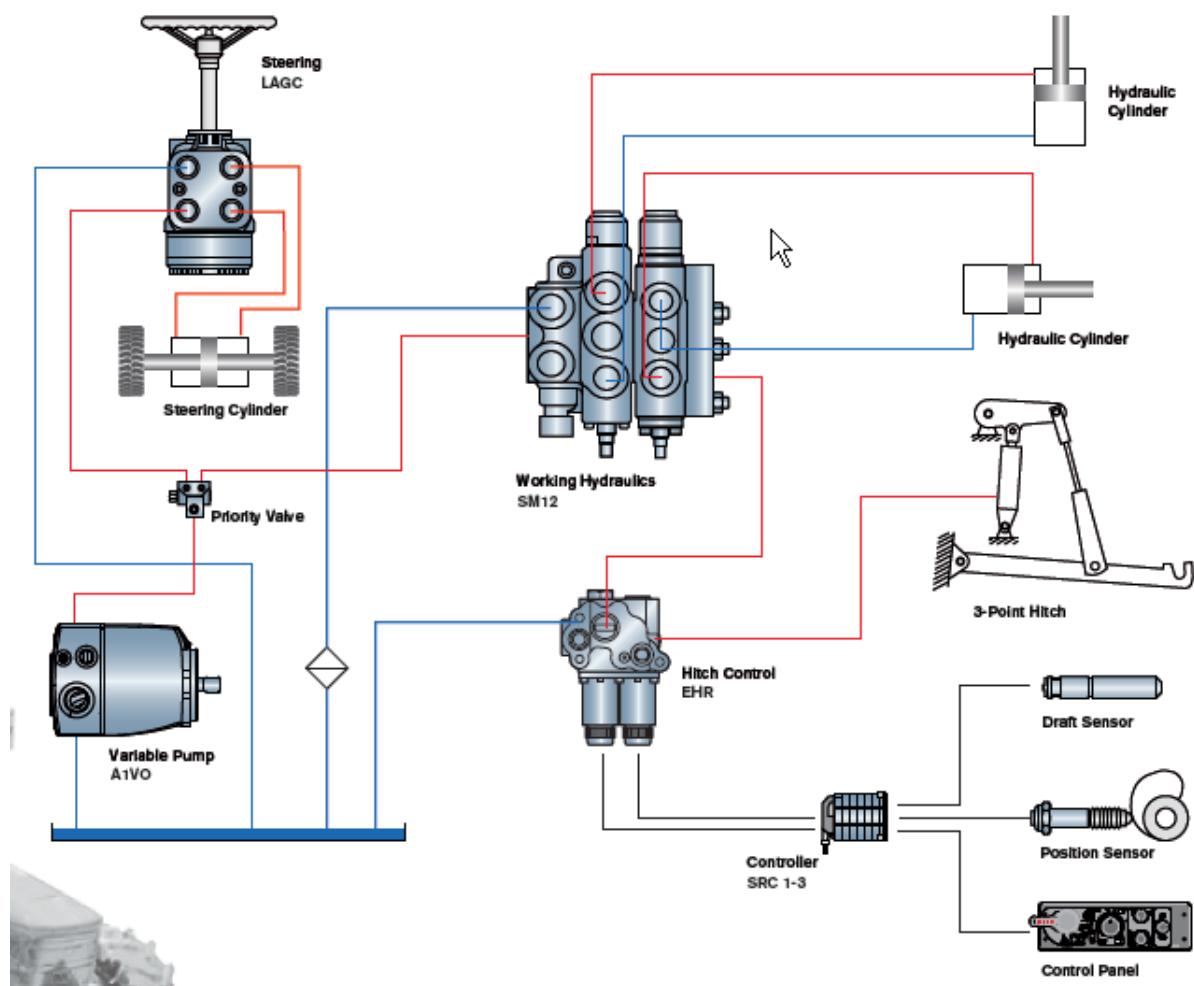 Steering
LAGC
Hydraulic
Cylinder
Hydraulic Cylinder
Steering Cylinder
Working Hydraulics
SM12
Priority Valve
3-Point Hitch
Hitch Control
EHR
Draft Sensor
Variable Pump
A1VO
Position Sensor
Controller
SRC 1-3
Control Panel